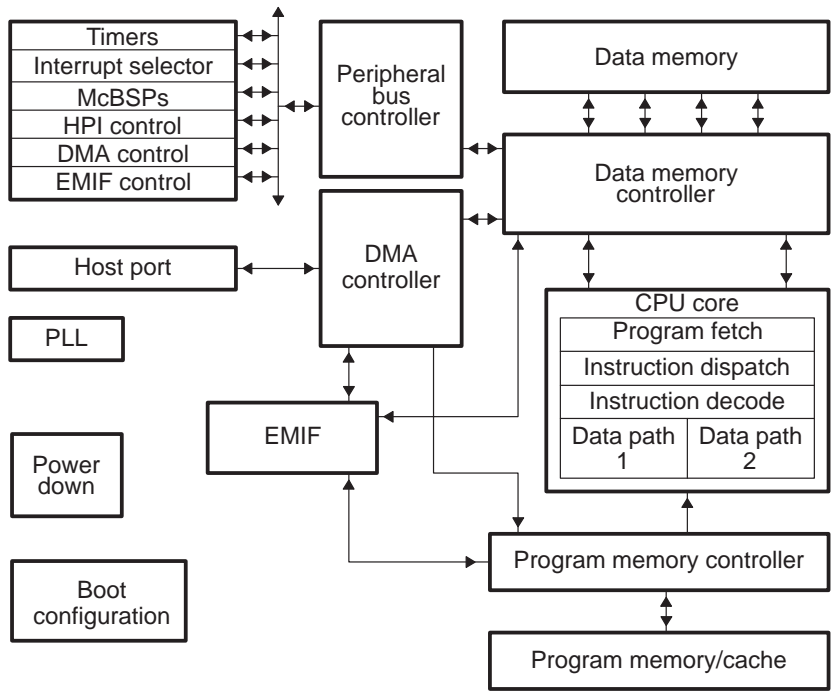 Timers
Interrupt selector
McBSPs
HPI control
DMA control
EMIF control
Peripheral
bus
controller
Data memory
Data memory
controller
Host port
DMA
controller
PLL
CPU core
Program fetch
Instruction dispatch
Instruction decode
Data path
1
Data path
2
EMIF
Power
down
Program memory controller
Boot
configuration
Program memory/cache